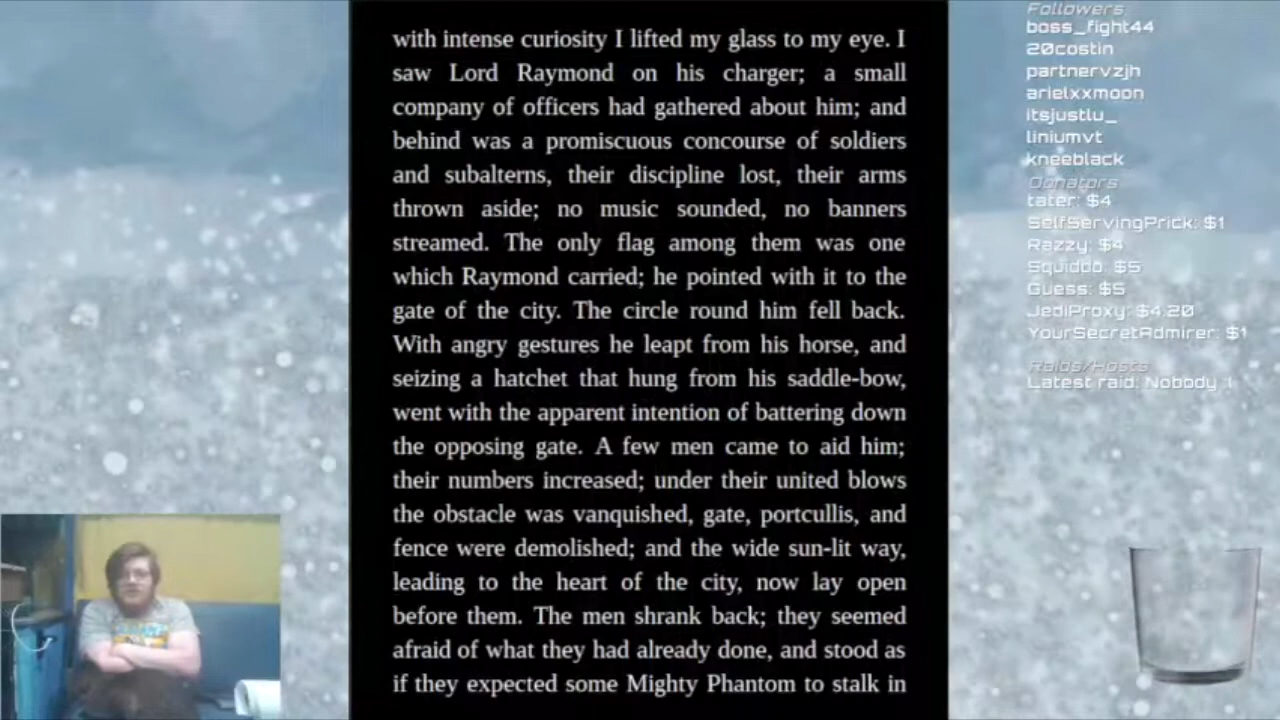 with intense curiosity I lifted my glass to my eye. I
saw Lord Raymond on his charger; a small
company of officers had gathered about him; and
behind was a promiscuous concourse of soldiers
and subalterns, their discipline lost, their arms
thrown aside; no music sounded, no banners
streamed. The only flag among them was one
which Raymond carried; he pointed with it to the
gate of the city. The circle round him fell back.
With angry gestures he leapt from his horse, and
seizing a hatchet that hung from his saddle-bow,
went with the apparent intention of battering down
the opposing gate. A few men came to aid him;
their numbers increased; under their united blows
the obstacle was vanquished, gate, portcullis, and
fence were demolished; and the wide sun-lit way,
leading to the heart of the city, now lay open
before them. The men shrank back; they seemed
afraid of what they had already done, and stood as
if they expected some Mighty Phantom to stalk in
Followers
boss_fight44
20costin
partnervzjh
arielxxmoon
itsjustlu_
liniumvt
kneeblack
Donators
tater: $4
SelfServingPrick: $1
Razzy: $4
Squidoo: $5
Guess: $5
JediProxy: $4.20
YourSecretAdmirer: $1
Raids/Hosts
Latest raid: Nobody :(